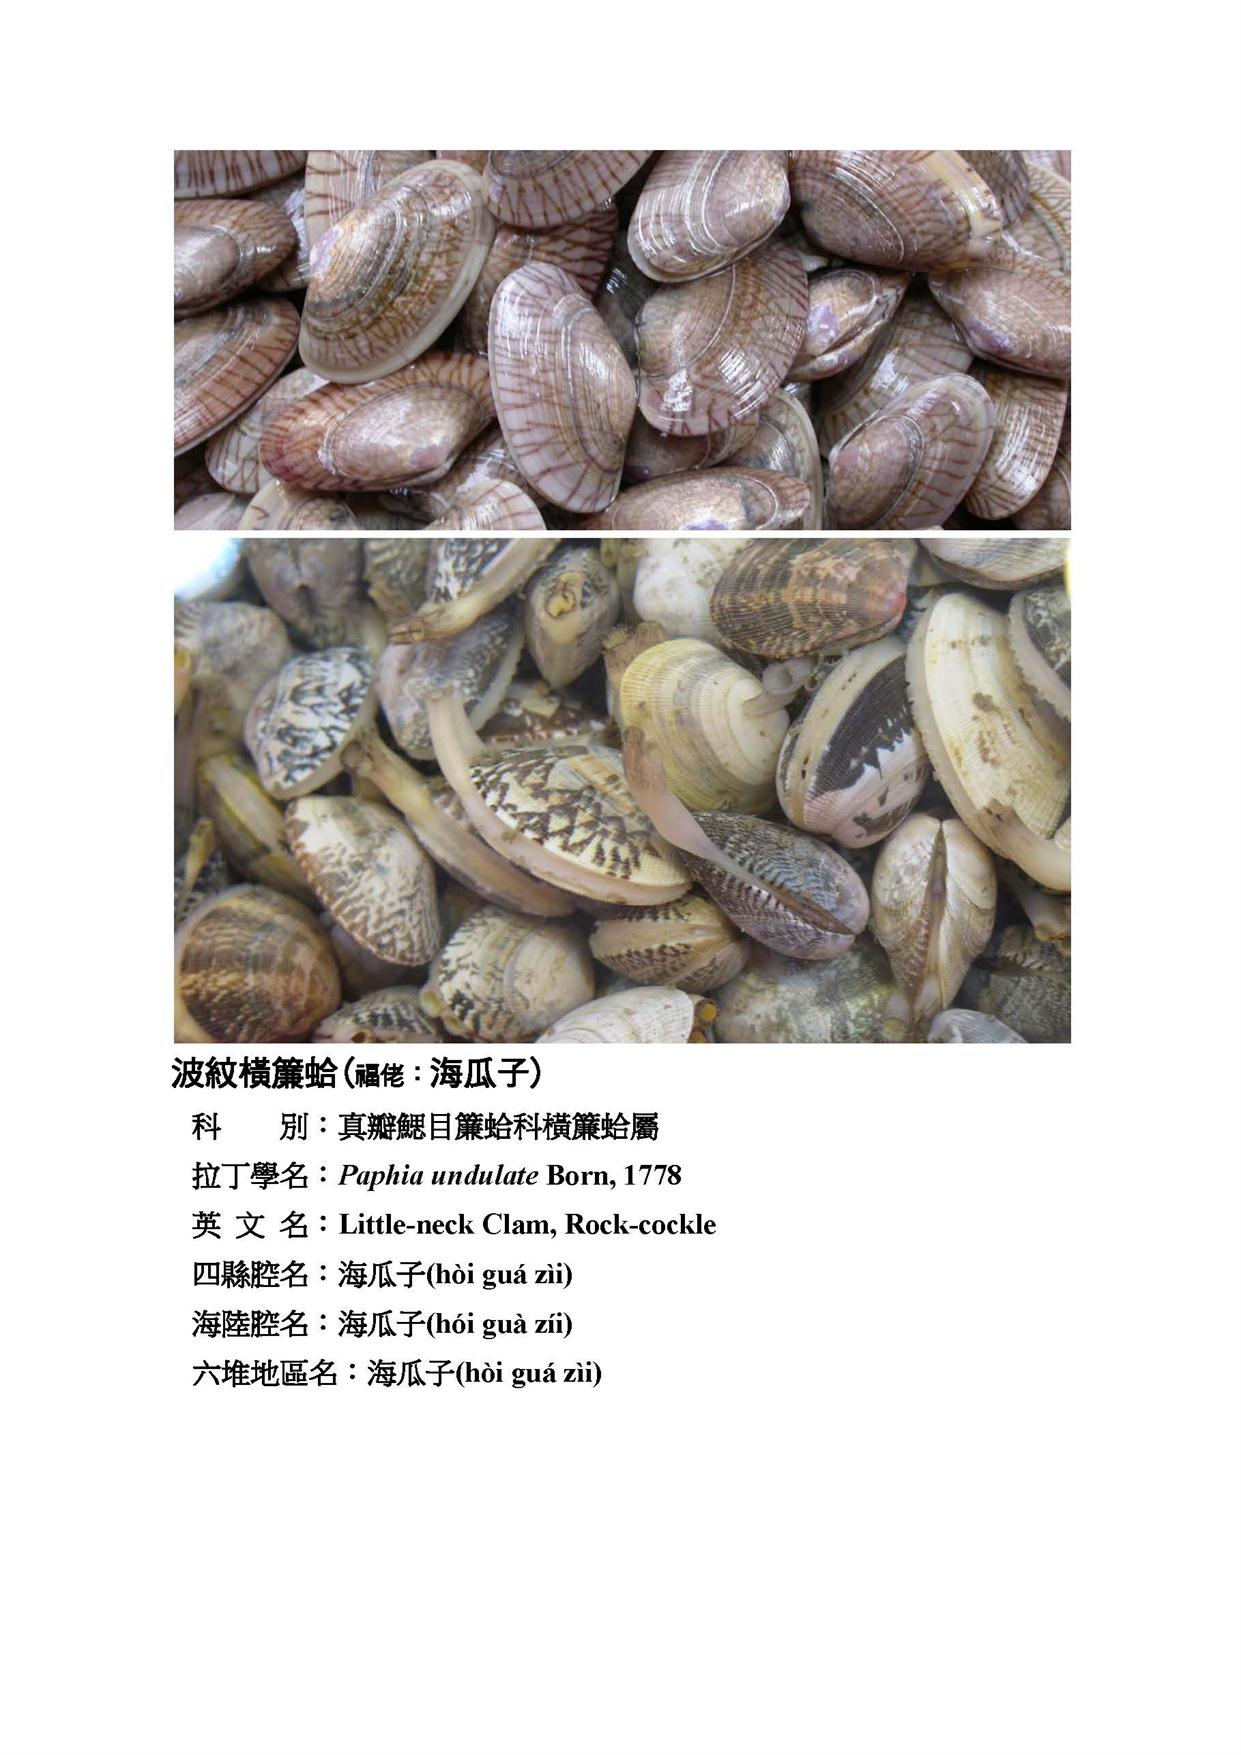 波紋橫簾蛤(福佬：海瓜子)
科　　別：真瓣鰓目簾蛤科橫簾蛤屬
拉丁學名：Paphia undulate Born, 1778
英 文 名：Little-neck Clam, Rock-cockle
四縣腔名：海瓜子(hòi guá zìi)
海陸腔名：海瓜子(hói guà zíi)
六堆地區名：海瓜子(hòi guá zìi)